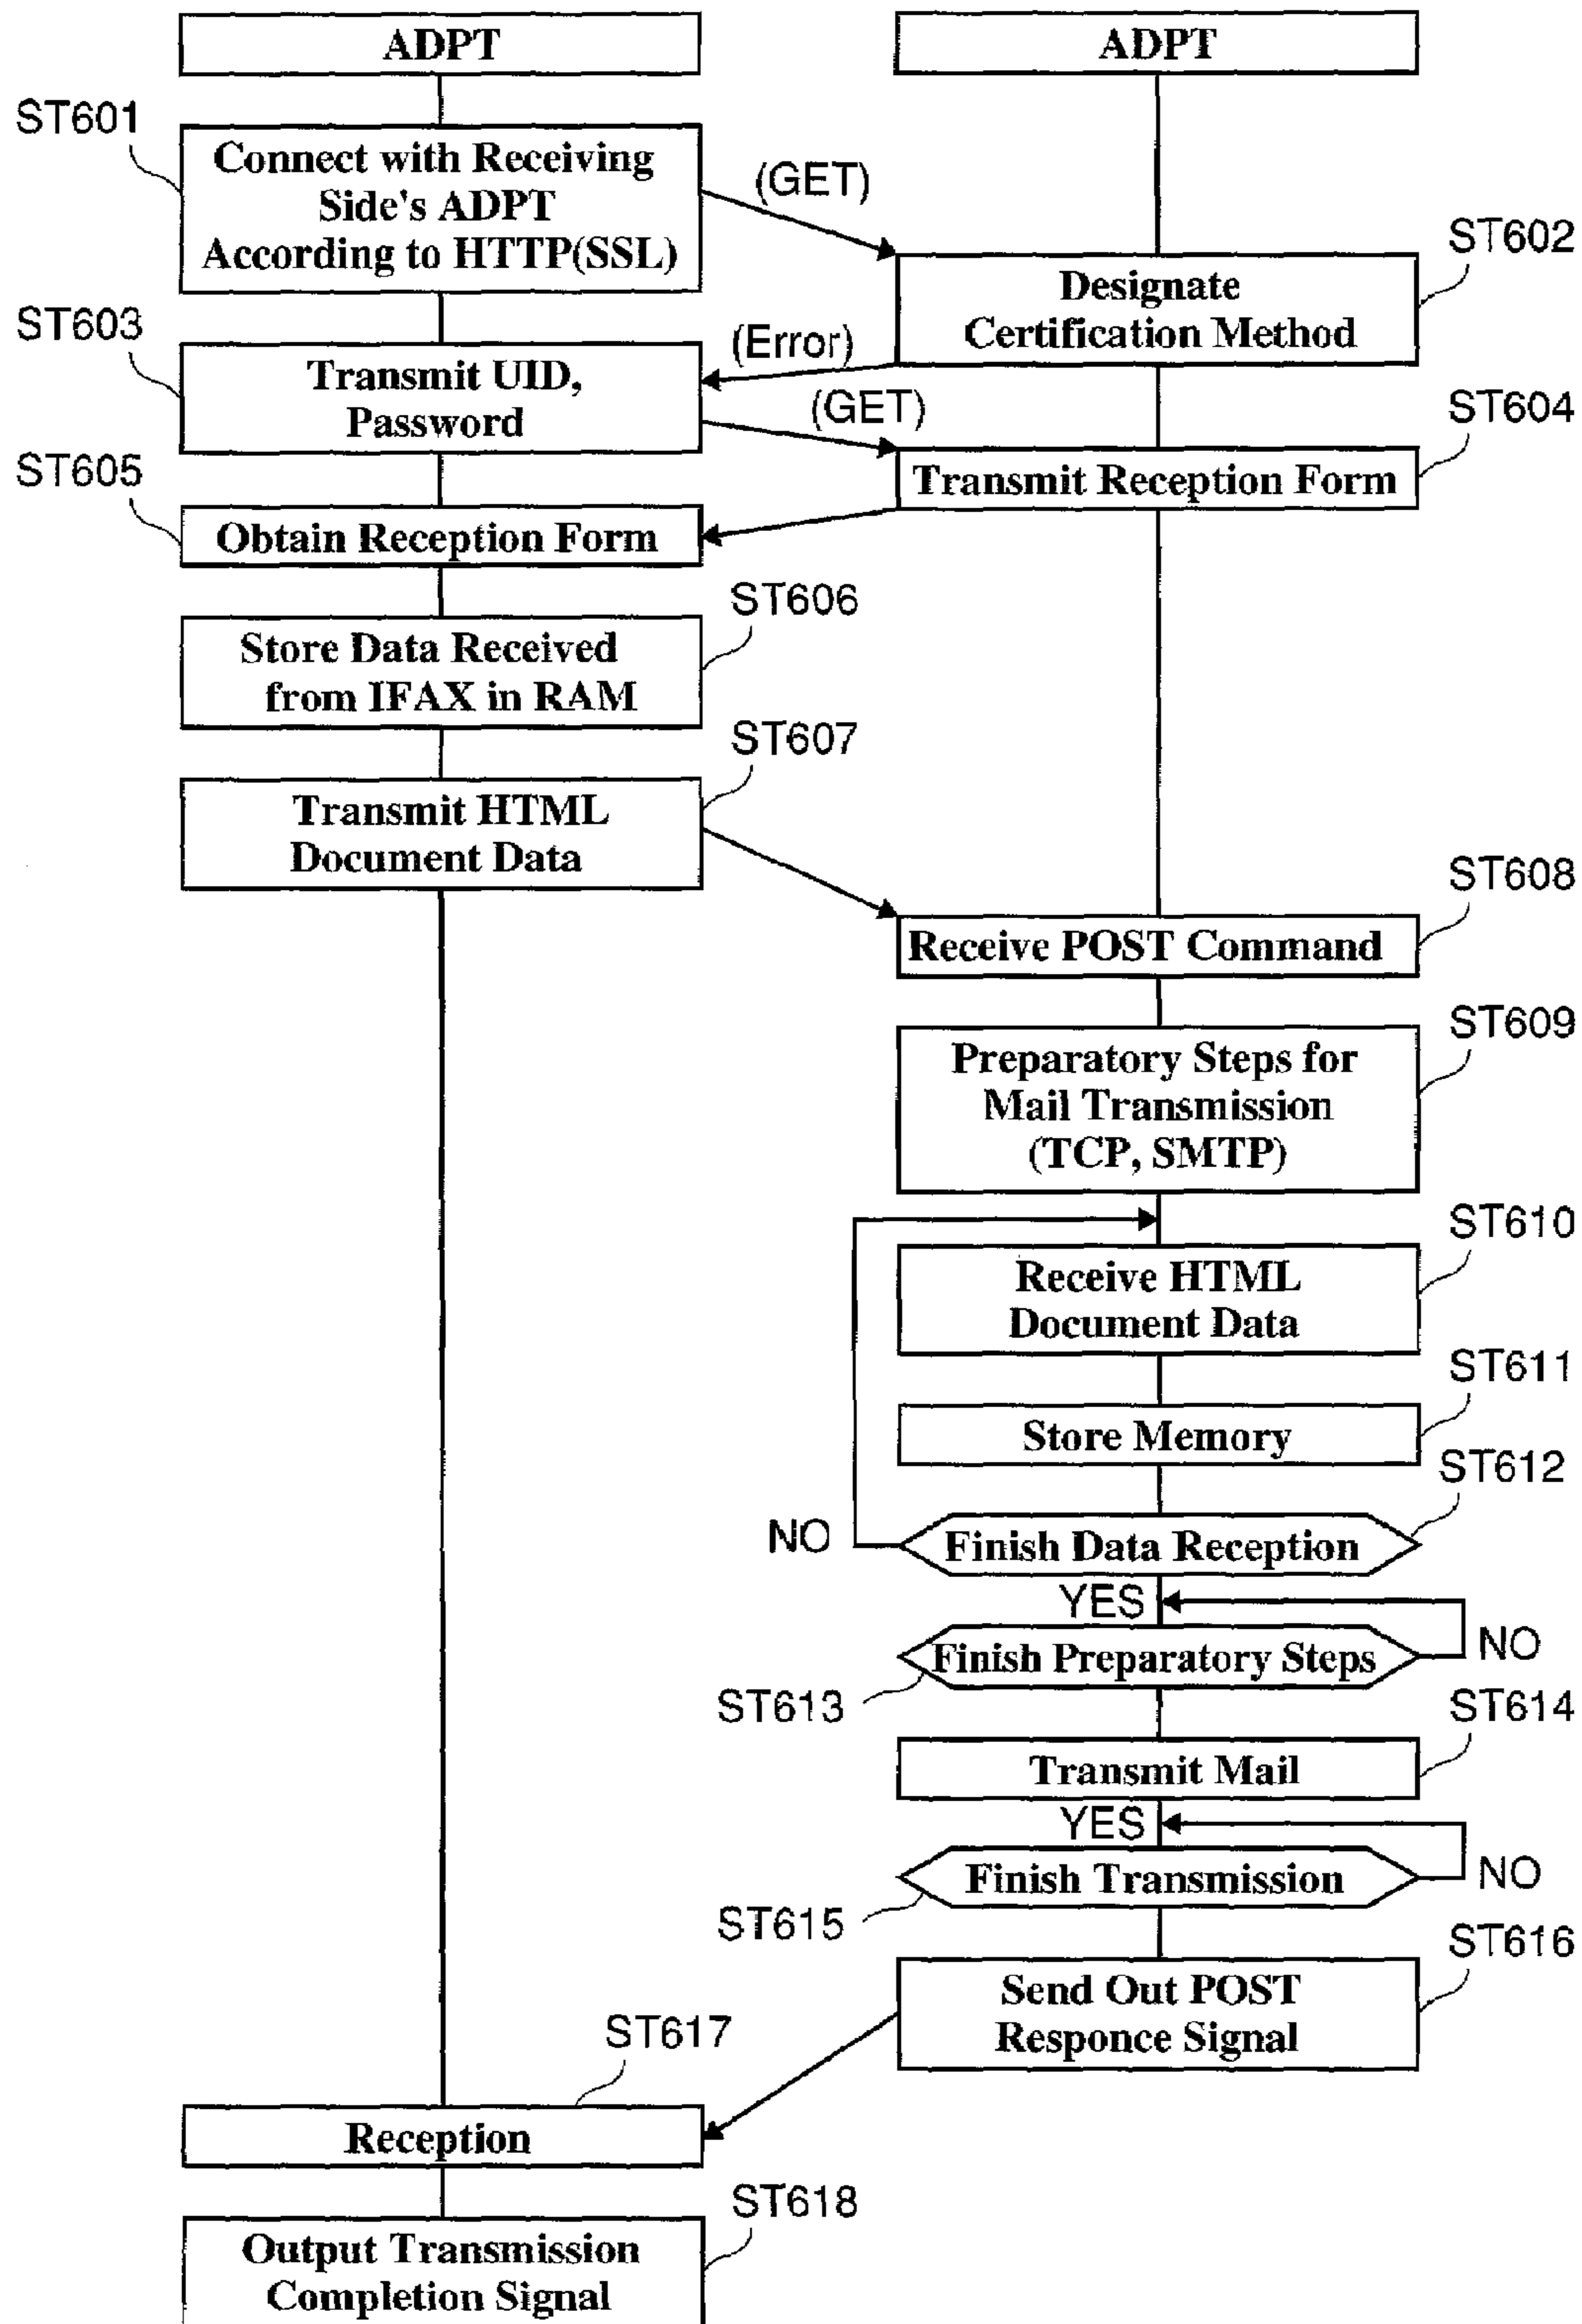 ADPT
ADPT
ST601
Connect with Receiving
Side's ADPT
According to HTTP(SSL)
(GET)
ST602
Designate
Certification Method
ST603
(Error)
Transmit UID,
Password
(GET)
ST604
Transmit Reception Form
ST605
Obtain Reception Form
ST606
Store Data Received
from IFAX in RAM
ST607
Transmit HTML
Document Data
ST608
Receive POST Command
ST609
Preparatory Steps for
Mail Transmission
(TCP, SMTP)
ST610
Receive HTML
Document Data
ST611
Store Memory
ST612
NO
Finish Data Reception
YES
Finish Preparatory Steps
NO
ST613
ST614
Transmit Mail
YES
Finish Transmission
NO
ST615
ST616
Send Out POST
Responce Signal
ST617
Reception
ST618
Output Transmission
Completion Signal